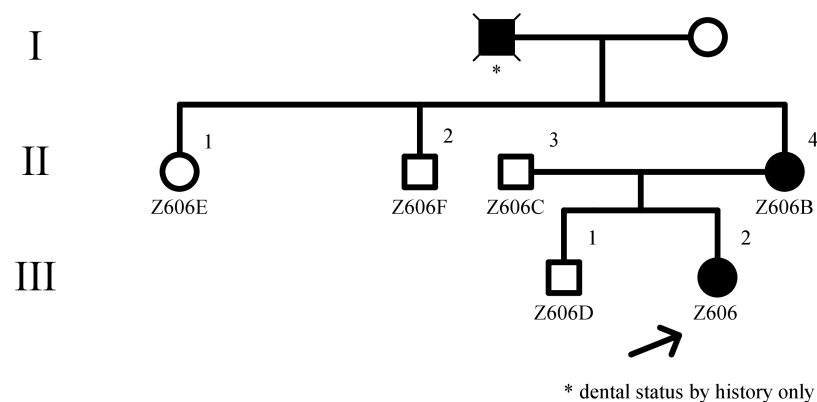 I
*
1
2
3
4
II
Z606E
Z606F
Z606C
Z606B
1
2
III
Z606D
Z606
* dental status by history only